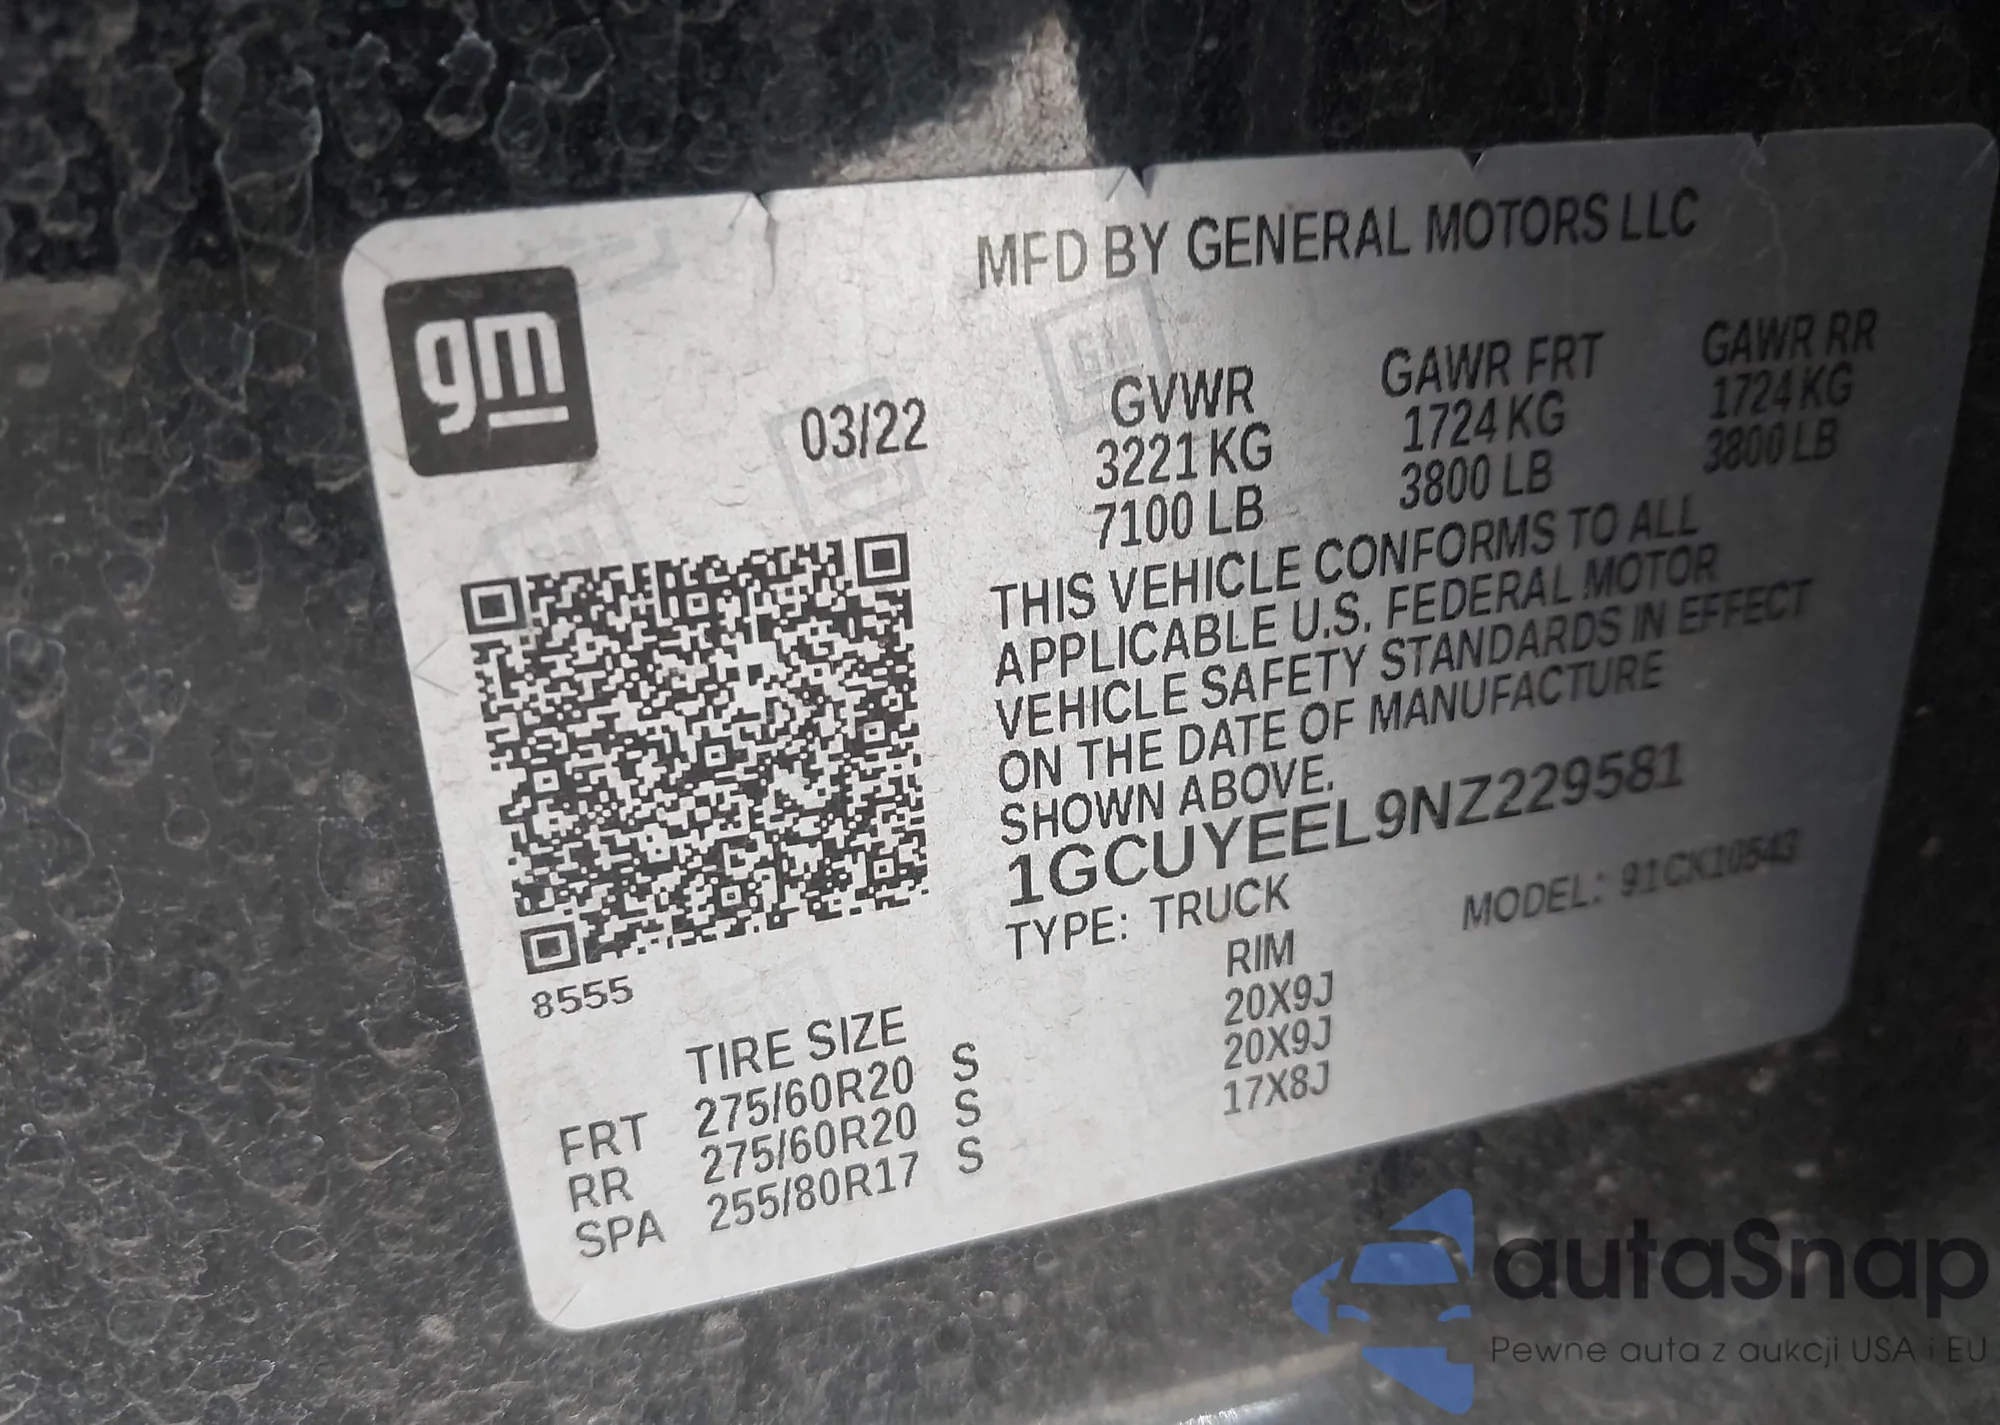 gm
MFD BY GENERAL MOTORS LLC
03/22
GVWR GAWR FRT GAWR RR
3221 KG 1724 KG 1724 KG
7100 LB 3800 LB 3800 LB
THIS VEHICLE CONFORMS TO ALL
APPLICABLE U.S. FEDERAL MOTOR
VEHICLE SAFETY STANDARDS IN EFFECT
ON THE DATE OF MANUFACTURE
SHOWN ABOVE.
1GCUYEEL9NZ229581
TYPE: TRUCK MODEL: 91CK10543
8555
TIRE SIZE RIM
FRT 275/60R20 S 20X9J
RR 275/60R20 S 20X9J
SPA 255/80R17 S 17X8J
GM
autaSnap
Pewne auta z aukcji USA i EU